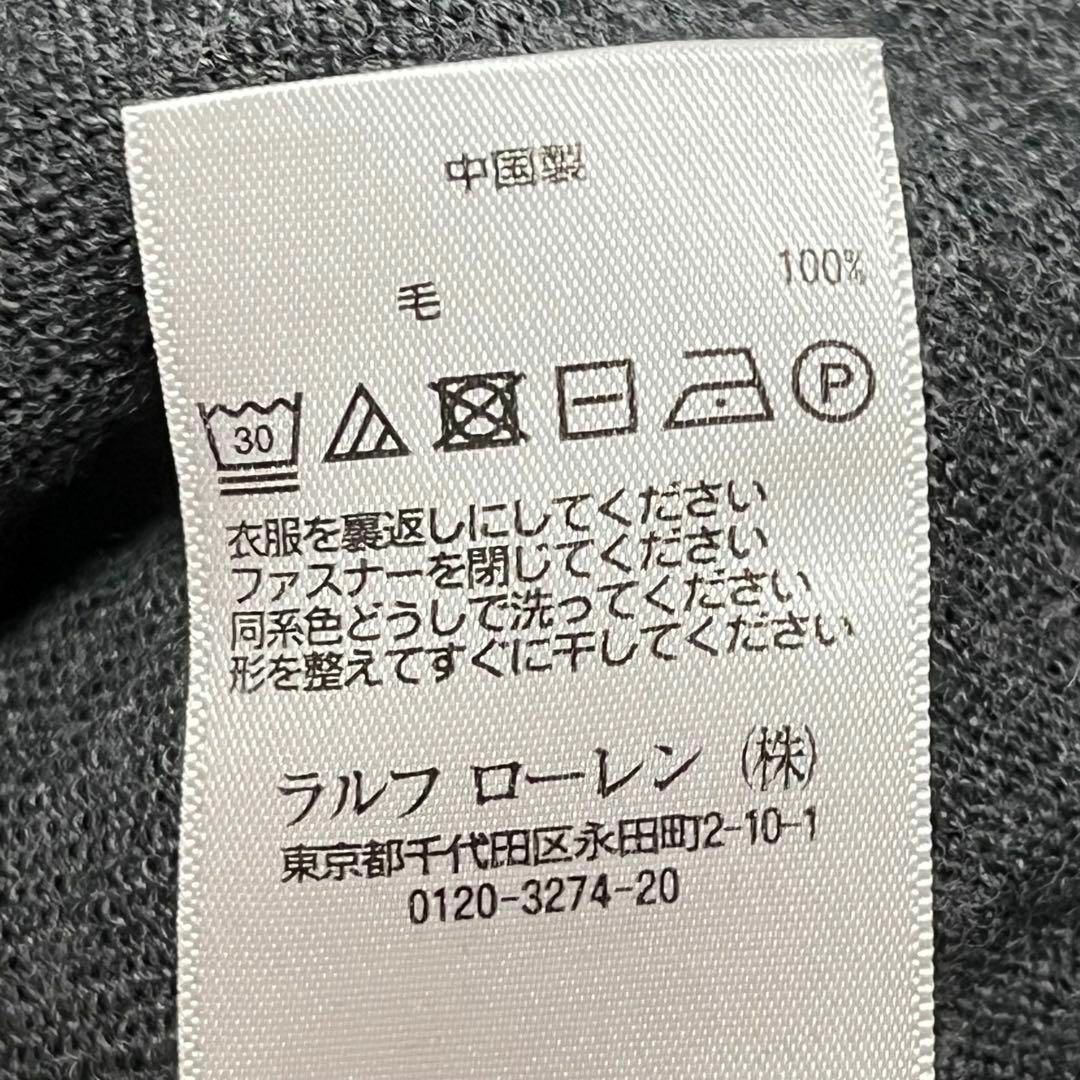 中国製
毛 100%
30 P
衣服を裏返しにしてください
ファスナーを閉じてください
同系色どうしで洗ってください
形を整えてすぐに干してください
ラルフ ローレン (株)
東京都千代田区永田町2-10-1
0120-3274-20